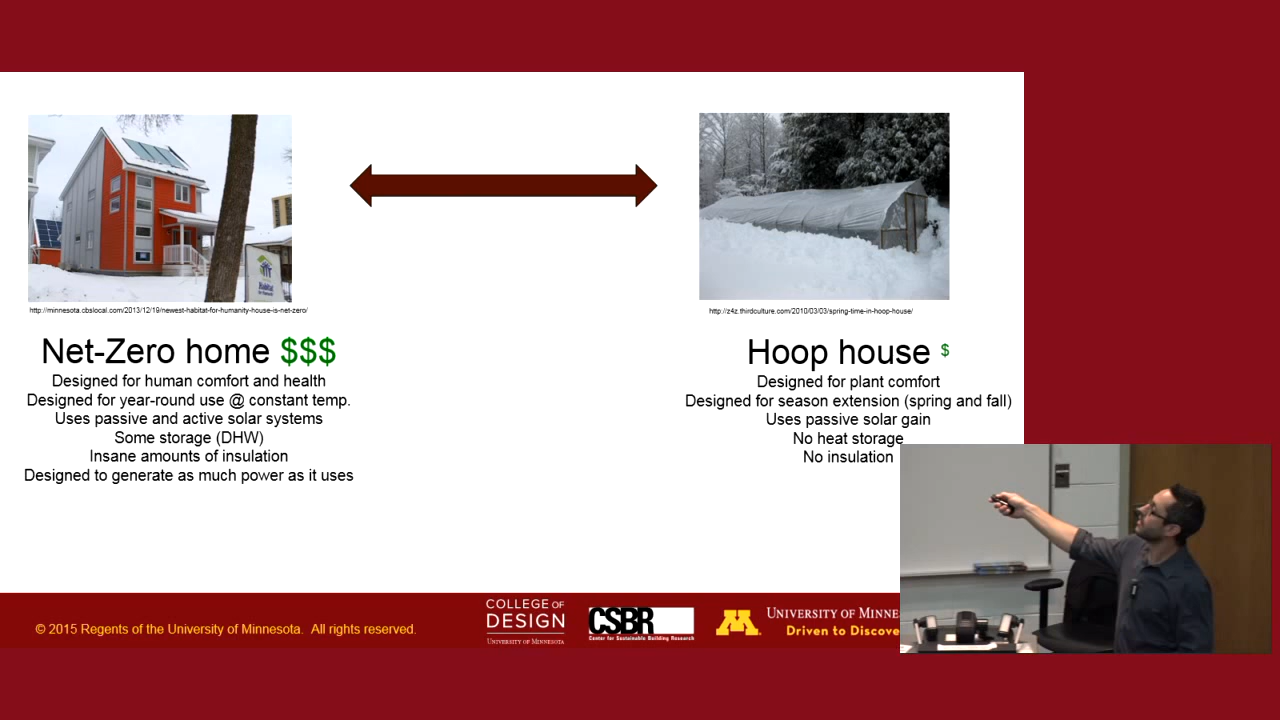 http://minnesota.cbslocal.com/2013/12/19/newest-habitat-for-humanity-house-is-net-zero/
Net-Zero home $$$
Designed for human comfort and health
Designed for year-round use @ constant temp.
Uses passive and active solar systems
Some storage (DHW)
Insane amounts of insulation
Designed to generate as much power as it uses
http://z4z.thirdculture.com/2010/03/03/spring-time-in-hoop-house/
Hoop house $
Designed for plant comfort
Designed for season extension (spring and fall)
Uses passive solar gain
No heat storage
No insulation
© 2015 Regents of the University of Minnesota. All rights reserved.
COLLEGE OF
DESIGN
UNIVERSITY OF MINNESOTA
CSBR
Center for Sustainable Building Research
M
UNIVERSITY OF MINNE
Driven to Discove